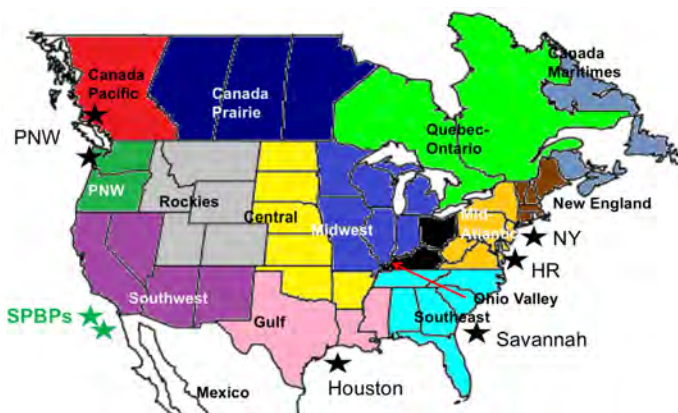 Canada
Maritimes
Canada
Pacific
Canada
Prairie
PNW
Quebec-
Ontario
PNW
Rockies
Central
Midwest
Mid-
Atlantic
New England
NY
HR
Southwest
Ohio Valley
SPBPs
Gulf
Southeast
Savannah
Mexico
Houston